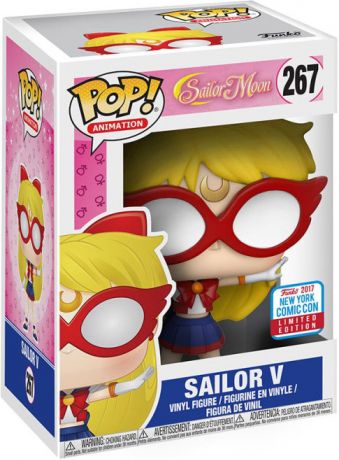 Funko
POP!
ANIMATION
Sailor Moon
267
POP!
ANIMATION
Funko 2017
NEW YORK
COMIC CON
LIMITED
EDITION
SAILOR V
267
SAILOR V
VINYL FIGURE / FIGURINE EN VINYLE /
FIGURA DE VINIL